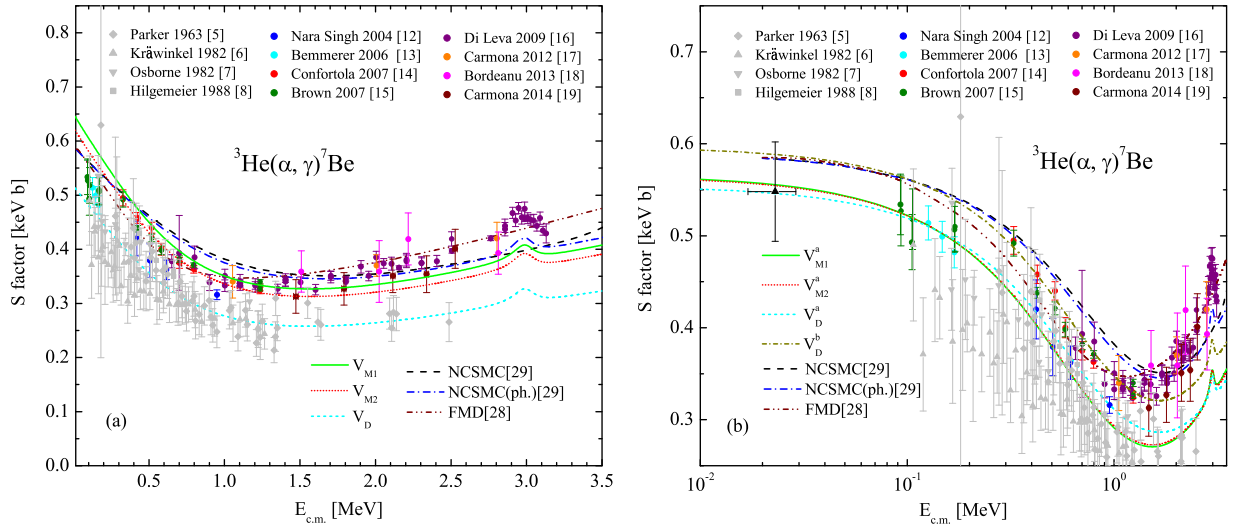 Parker 1963 [5]
Kräwinkel 1982 [6]
Osborne 1982 [7]
Hilgemeier 1988 [8]
Nara Singh 2004 [12]
Bemmerer 2006 [13]
Confortola 2007 [14]
Brown 2007 [15]
Di Leva 2009 [16]
Carmona 2012 [17]
Bordeanu 2013 [18]
Carmona 2014 [19]
³He(α, γ)⁷Be
S factor [keV b]
0.8
0.7
0.6
0.5
0.4
0.3
0.2
0.1
0.0
V_M1
V_M2
V_D
NCSMC[29]
NCSMC(ph.)[29]
FMD[28]
(a)
0.5 1.0 1.5 2.0 2.5 3.0 3.5
E_c.m. [MeV]
Parker 1963 [5]
Kräwinkel 1982 [6]
Osborne 1982 [7]
Hilgemeier 1988 [8]
Nara Singh 2004 [12]
Bemmerer 2006 [13]
Confortola 2007 [14]
Brown 2007 [15]
Di Leva 2009 [16]
Carmona 2012 [17]
Bordeanu 2013 [18]
Carmona 2014 [19]
³He(α, γ)⁷Be
S factor [keV b]
0.7
0.6
0.5
0.4
0.3
V^a_M1
V^a_M2
V^a_D
V^b_D
NCSMC[29]
NCSMC(ph.)[29]
FMD[28]
(b)
10⁻² 10⁻¹ 10⁰
E_c.m. [MeV]